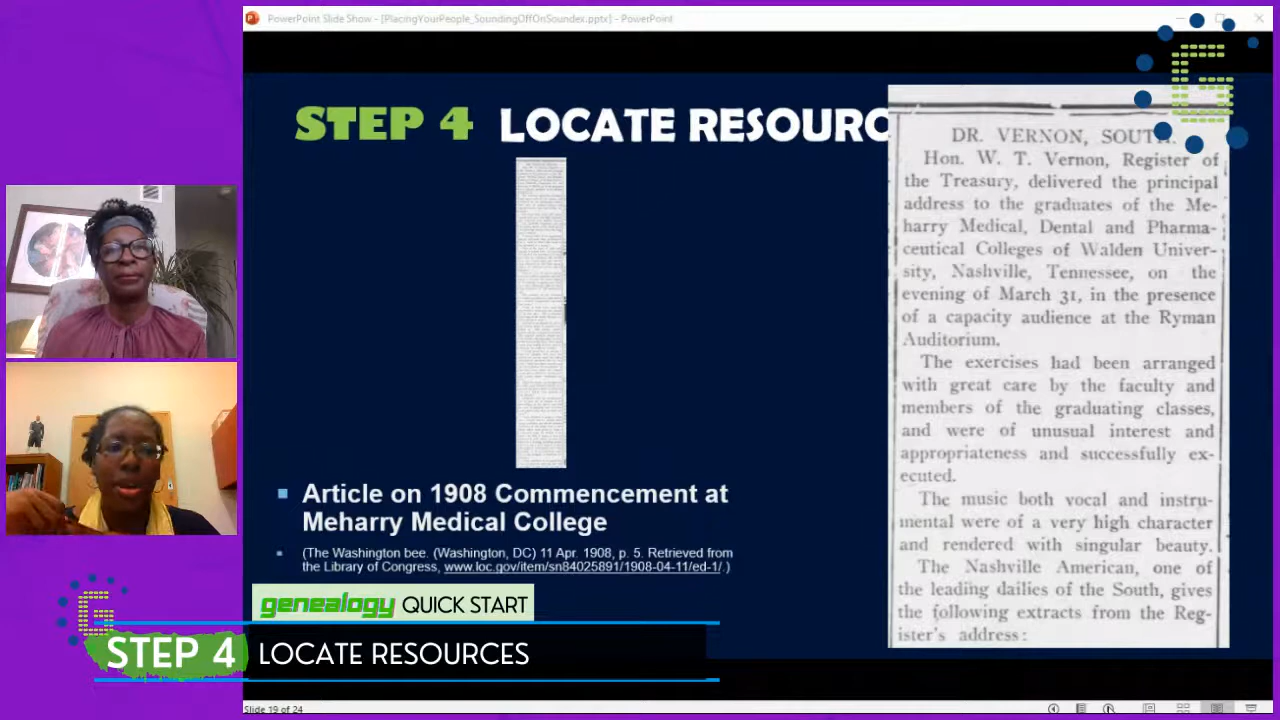 PowerPoint Slide Show - [PlacingYourPeople_SoundingOffOnSoundex.pptx] - PowerPoint
STEP 4 LOCATE RESOURC
DR. VERNON, SOUTH.
Hon. W. T. Vernon, Register of
the Treasury, delivered the principal
address to the graduates of the Me-
harry Medical, Dental and Pharma-
ceutical Colleges of Walden Univer-
sity, Nashville, Tennessee, on the
evening of March 31, in the presence
of a capacity audience at the Ryman
Auditorium.
The exercises had been arranged
with great care by the faculty and
members of the graduating classes,
and were of unusual interest and
appropriateness and successfully ex-
ecuted.
The music both vocal and instru-
mental were of a very high character
and rendered with singular beauty.
The Nashville American, one of
the leading dailies of the South, gives
the following extracts from the Reg-
ister's address:
Article on 1908 Commencement at
Meharry Medical College
(The Washington bee. (Washington, DC) 11 Apr. 1908, p. 5. Retrieved from
the Library of Congress, www.loc.gov/item/sn84025891/1908-04-11/ed-1/.)
genealogy QUICK START
STEP 4 LOCATE RESOURCES
Slide 19 of 24